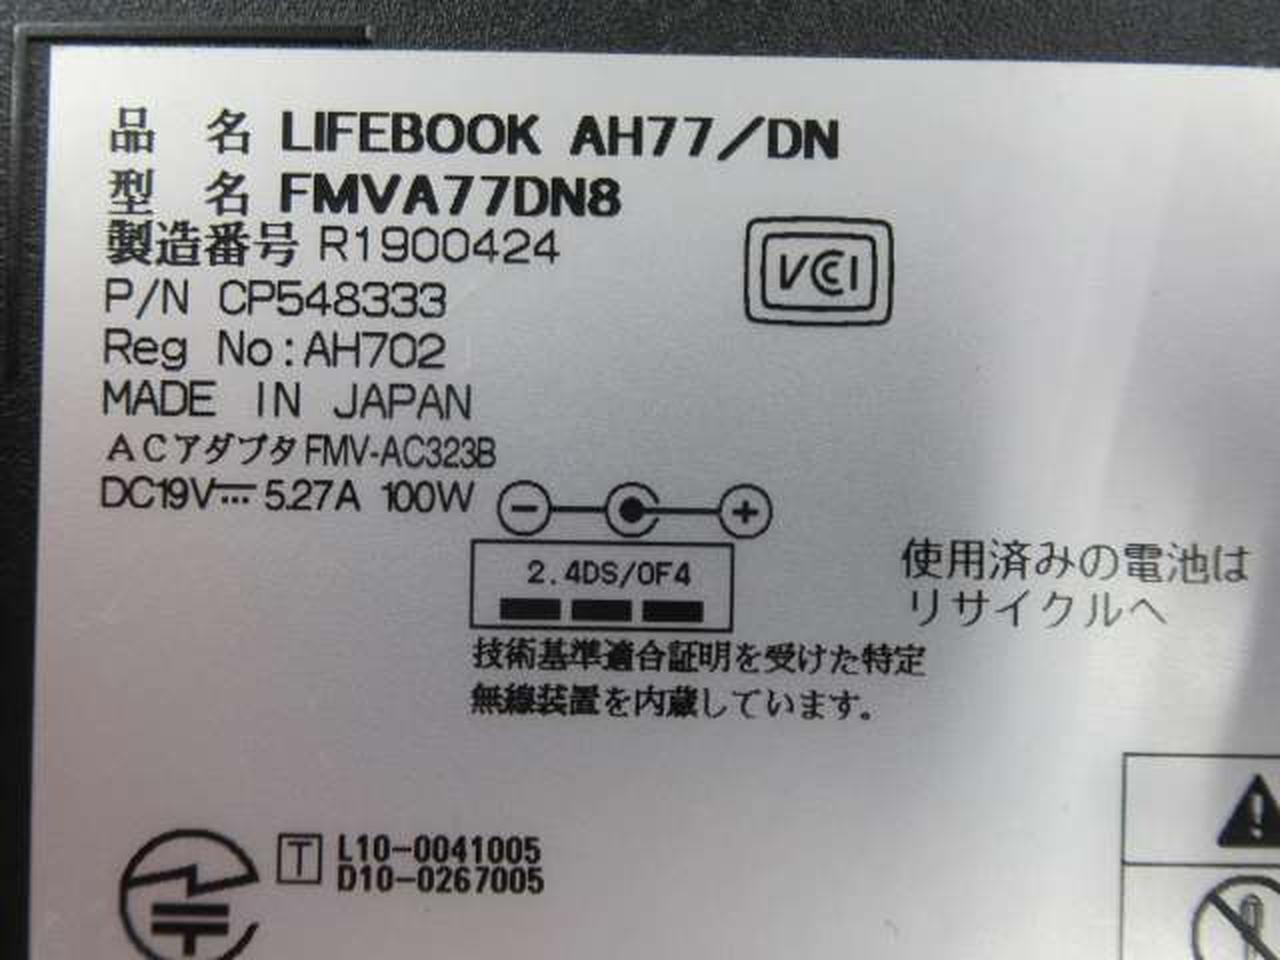 品 名 LIFEBOOK AH77/DN
型 名 FMVA77DN8
製造番号 R1900424
P/N CP548333
Reg No:AH702
MADE IN JAPAN
ACアダプタ FMV-AC323B
DC19V⎓ 5.27A 100W
VCCI
2.4DS/OF4
使用済みの電池は
リサイクルへ
技術基準適合証明を受けた特定
無線装置を内蔵しています。
T L10-0041005
D10-0267005